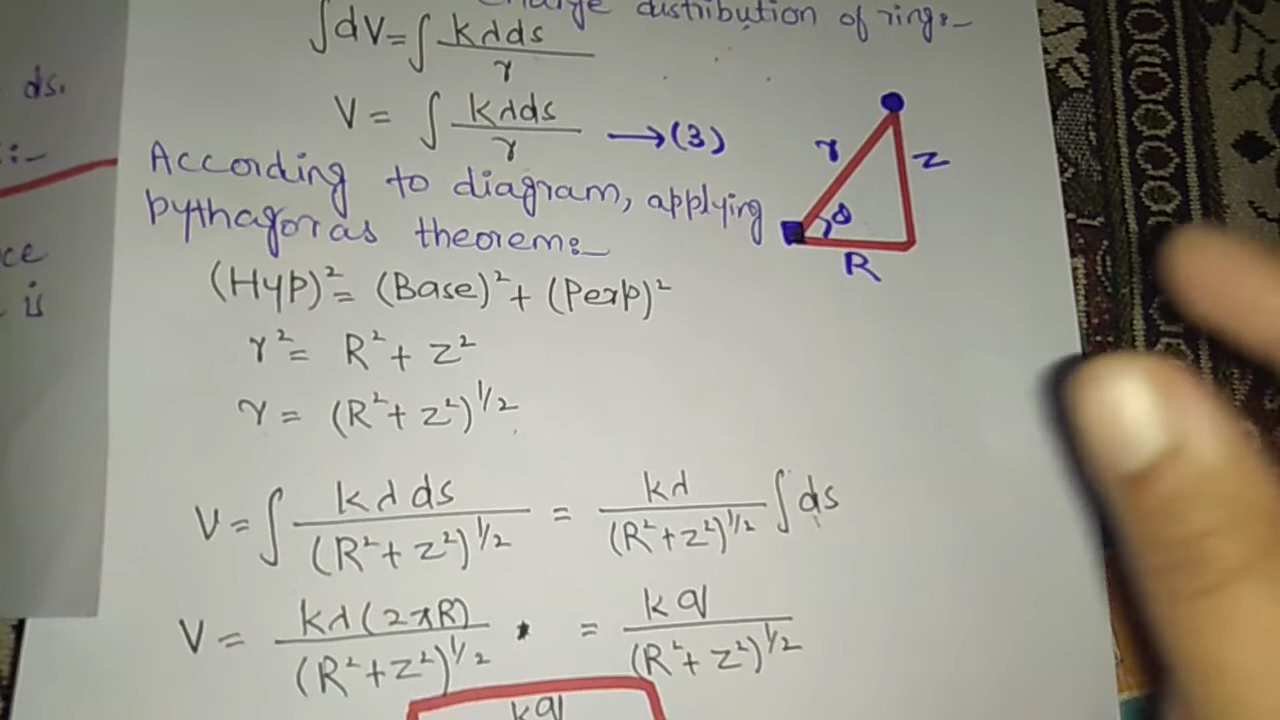 distribution of ring:-
∫dV = ∫ kλds / r
ds.
V = ∫ kλds / r → (3)
:-
According to diagram, applying
pythagoras theorem:-
r
z
θ
R
ce
is
(Hyp)² = (Base)² + (Perp)²
r² = R² + z²
r = (R² + z²)^1/2
V = ∫ kλ ds / (R² + z²)^1/2 = kλ / (R² + z²)^1/2 ∫ds
V = kλ(2πR) / (R² + z²)^1/2 . = kq / (R² + z²)^1/2
kq